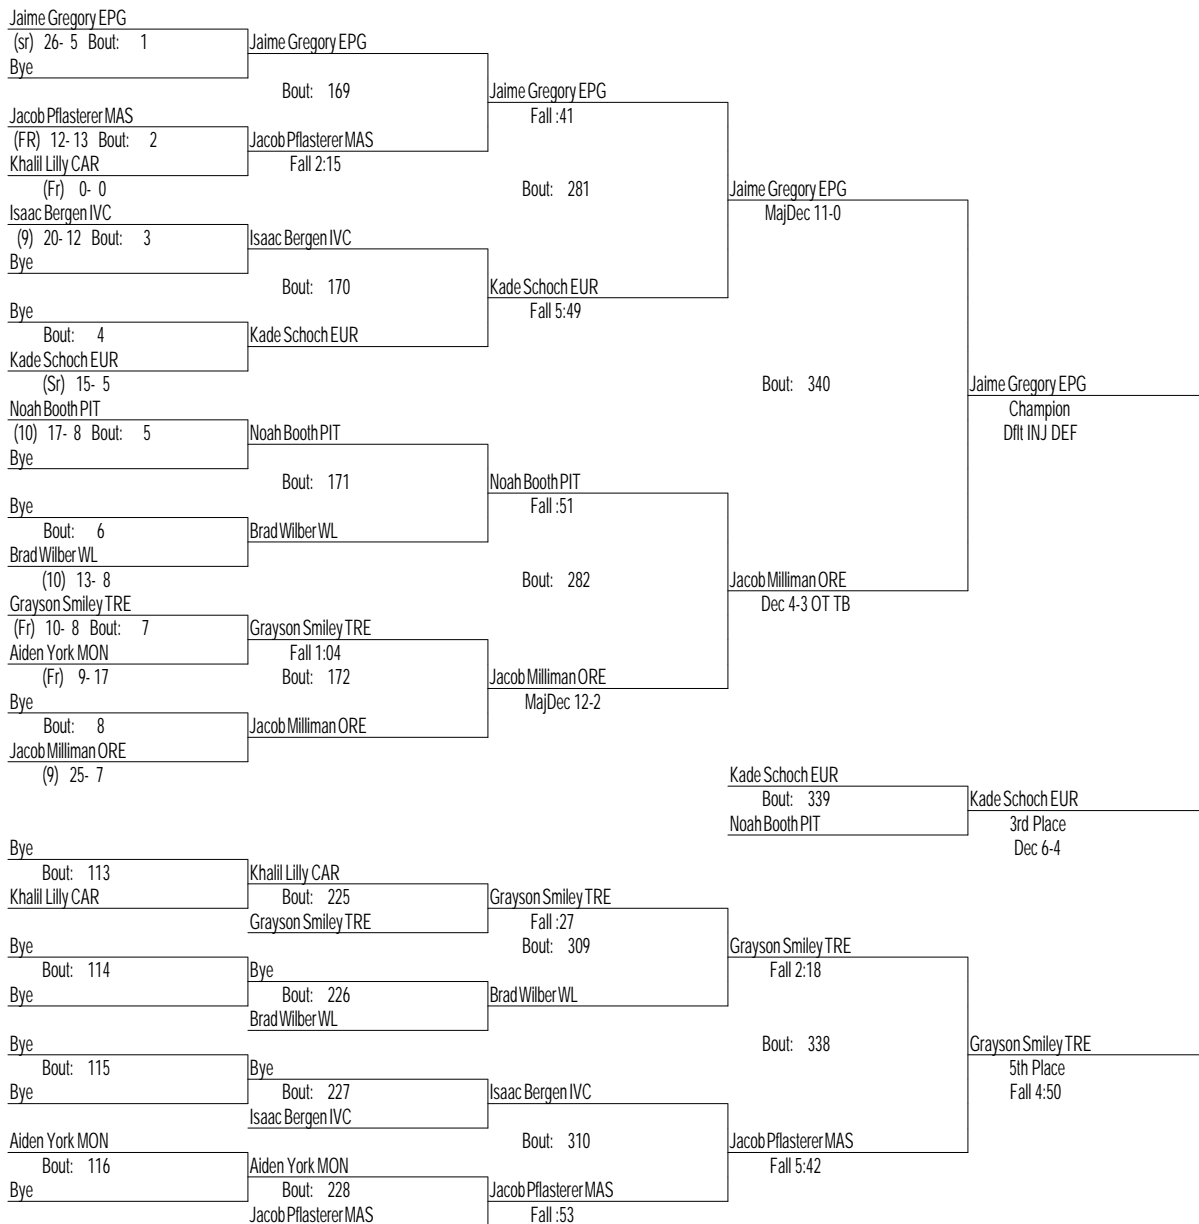 Jaime Gregory EPG
(sr) 26- 5 Bout: 1
Jaime Gregory EPG
Bye
Bout: 169
Jaime Gregory EPG
Jacob Pflasterer MAS
Fall :41
(FR) 12- 13 Bout: 2
Jacob Pflasterer MAS
Khalil Lilly CAR
Fall 2:15
(Fr) 0- 0
Bout: 281
Jaime Gregory EPG
Isaac Bergen IVC
MajDec 11-0
(9) 20- 12 Bout: 3
Isaac Bergen IVC
Bye
Bout: 170
Kade Schoch EUR
Bye
Fall 5:49
Bout: 4
Kade Schoch EUR
Kade Schoch EUR
(Sr) 15- 5
Bout: 340
Jaime Gregory EPG
Noah Booth PIT
Champion
(10) 17- 8 Bout: 5
Noah Booth PIT
Dflt INJ DEF
Bye
Bout: 171
Noah Booth PIT
Bye
Fall :51
Bout: 6
Brad Wilber WL
Brad Wilber WL
(10) 13- 8
Bout: 282
Jacob Milliman ORE
Grayson Smiley TRE
Dec 4-3 OT TB
(Fr) 10- 8 Bout: 7
Grayson Smiley TRE
Aiden York MON
Fall 1:04
(Fr) 9- 17
Bout: 172
Jacob Milliman ORE
Bye
MajDec 12-2
Bout: 8
Jacob Milliman ORE
Jacob Milliman ORE
(9) 25- 7
Kade Schoch EUR
Bout: 339
Kade Schoch EUR
Noah Booth PIT
3rd Place
Dec 6-4
Bye
Bout: 113
Khalil Lilly CAR
Khalil Lilly CAR
Bout: 225
Grayson Smiley TRE
Grayson Smiley TRE
Fall :27
Bye
Bout: 309
Grayson Smiley TRE
Bout: 114
Bye
Fall 2:18
Bye
Bout: 226
Brad Wilber WL
Brad Wilber WL
Bye
Bout: 338
Grayson Smiley TRE
Bout: 115
Bye
5th Place
Bye
Bout: 227
Isaac Bergen IVC
Fall 4:50
Isaac Bergen IVC
Aiden York MON
Bout: 310
Jacob Pflasterer MAS
Bout: 116
Aiden York MON
Fall 5:42
Bye
Bout: 228
Jacob Pflasterer MAS
Jacob Pflasterer MAS
Fall :53